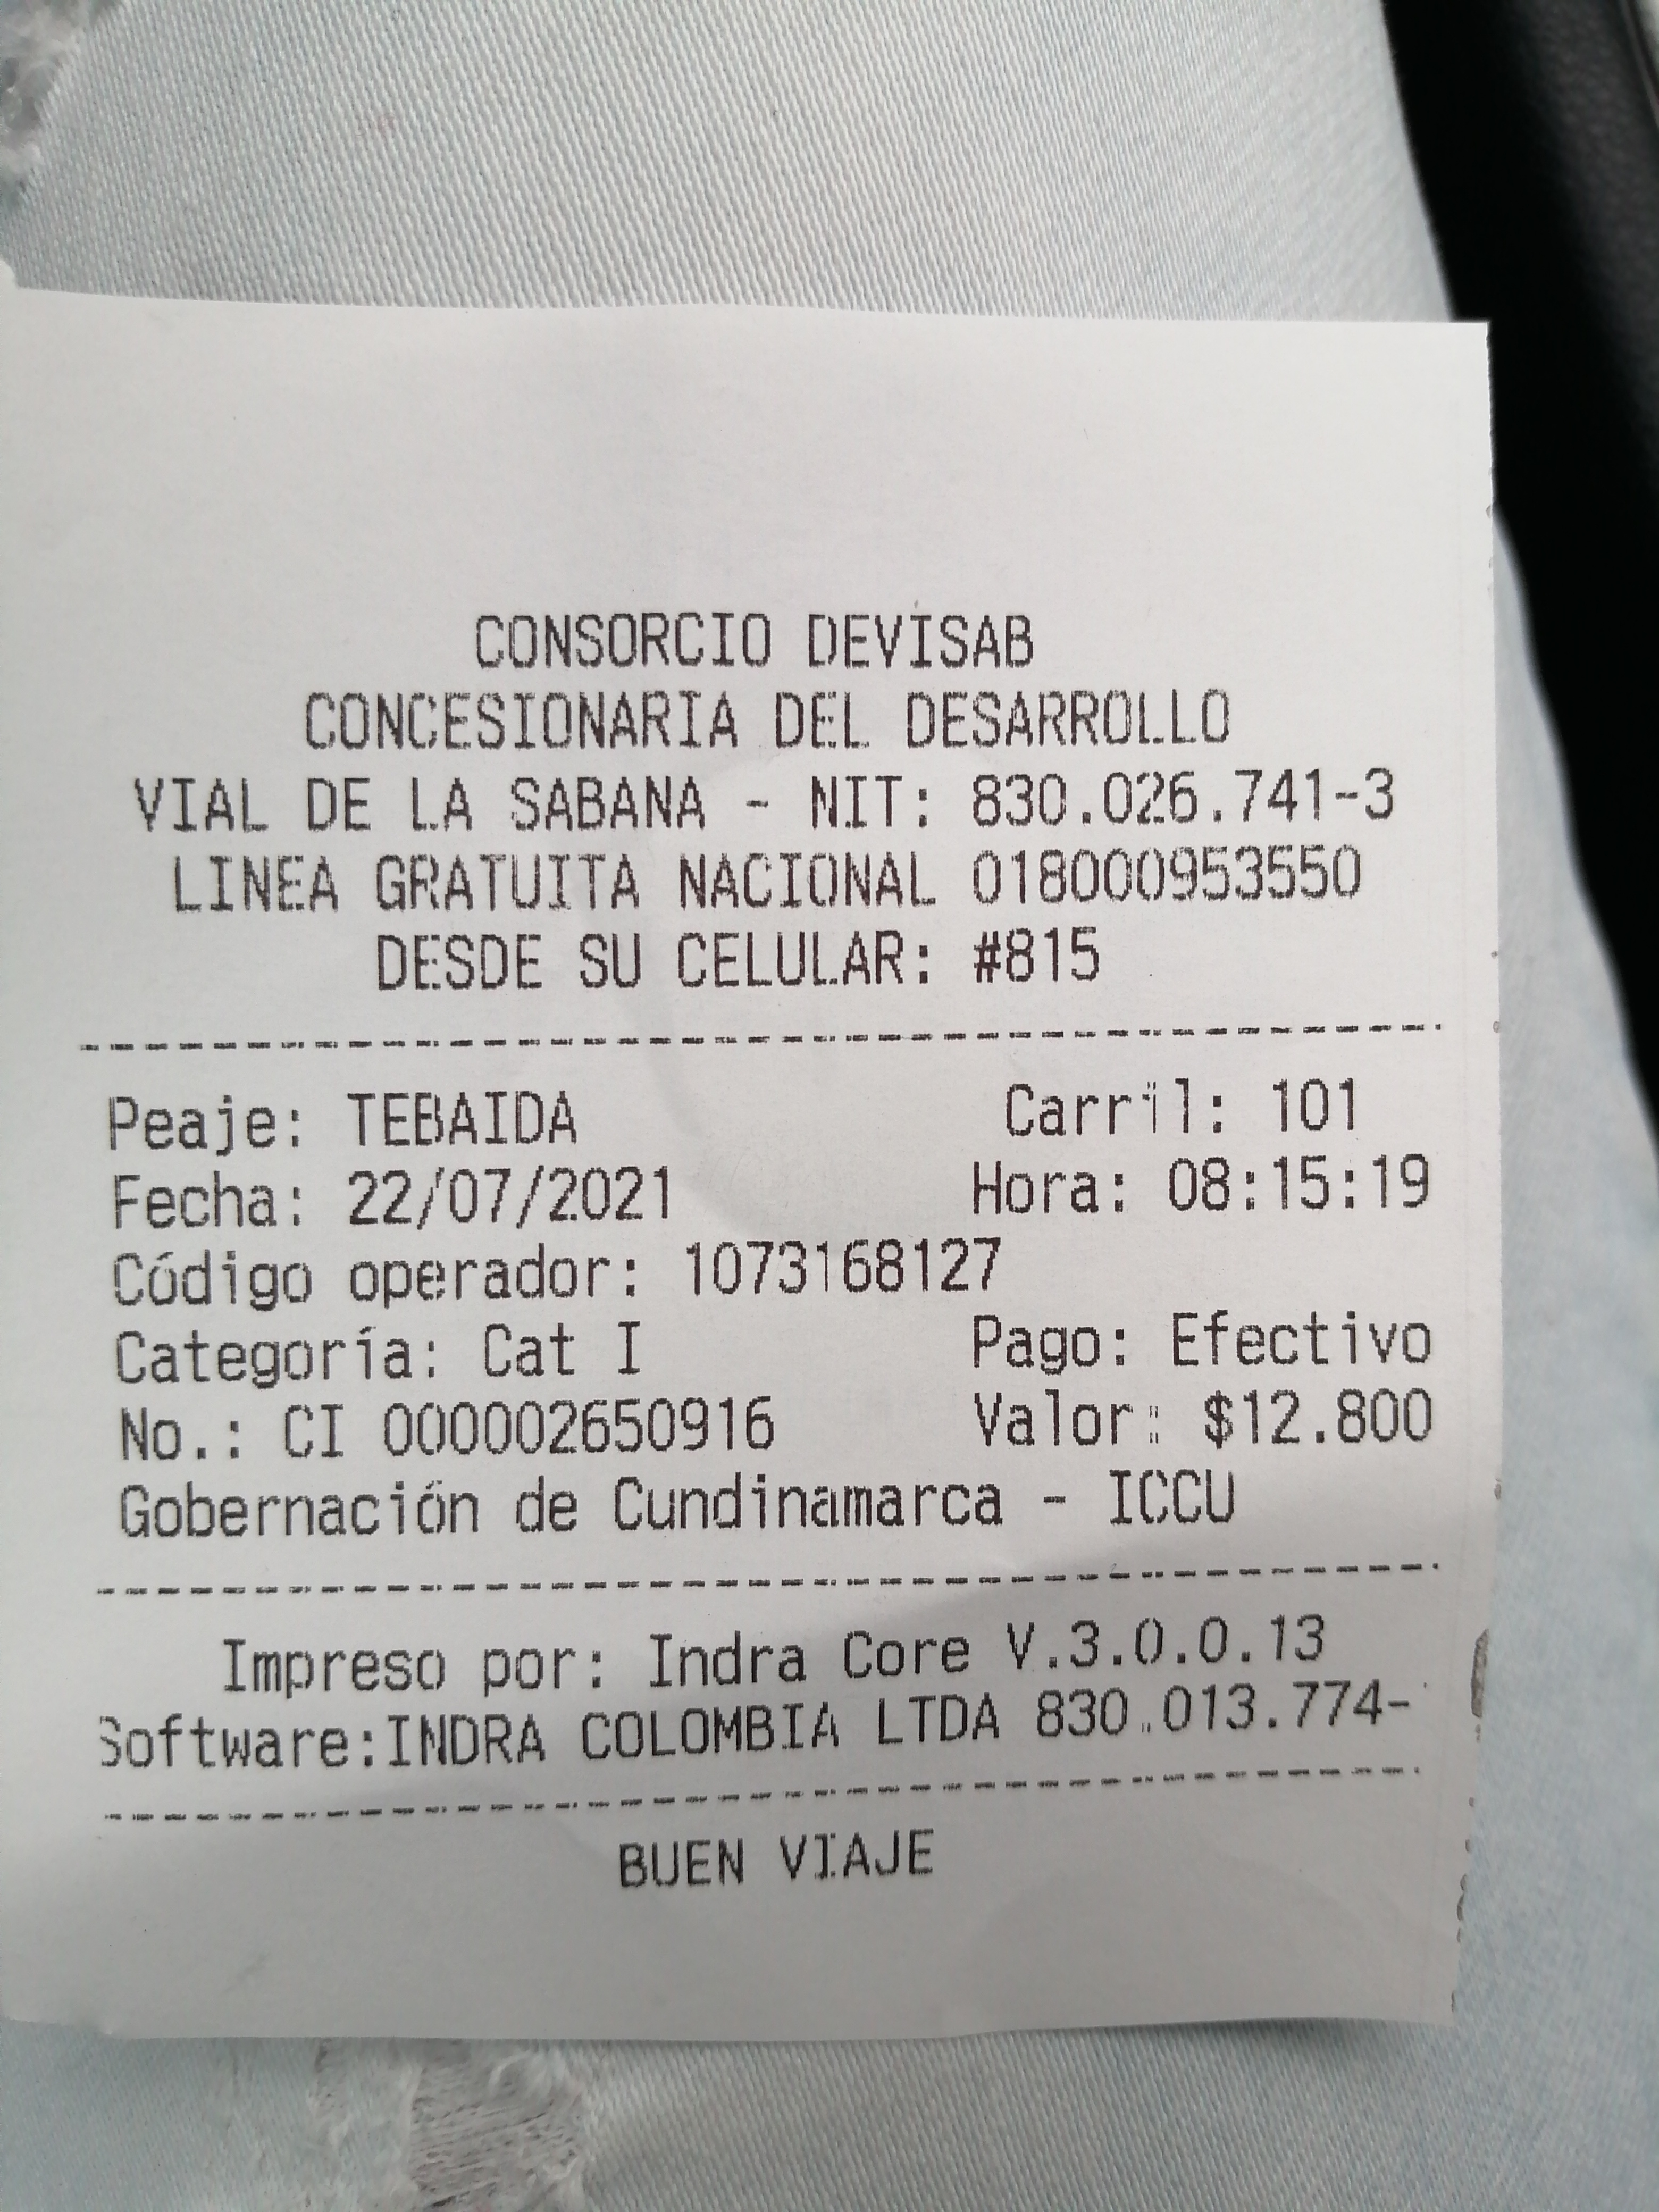 CONSORCIO DEVISAB
CONCESIONARIA DEL DESARROLLO
VIAL DE LA SABANA - NIT: 830.026.741-3
LINEA GRATUITA NACIONAL 018000953550
DESDE SU CELULAR: #815
Peaje: TEBAIDA Carril: 101
Fecha: 22/07/2021 Hora: 08:15:19
Código operador: 1073168127
Categoría: Cat I Pago: Efectivo
No.: CI 000002650916 Valor: $12.800
Gobernación de Cundinamarca - ICCU
Impreso por: Indra Core V.3.0.0.13
Software:INDRA COLOMBIA LTDA 830.013.774-
BUEN VIAJE